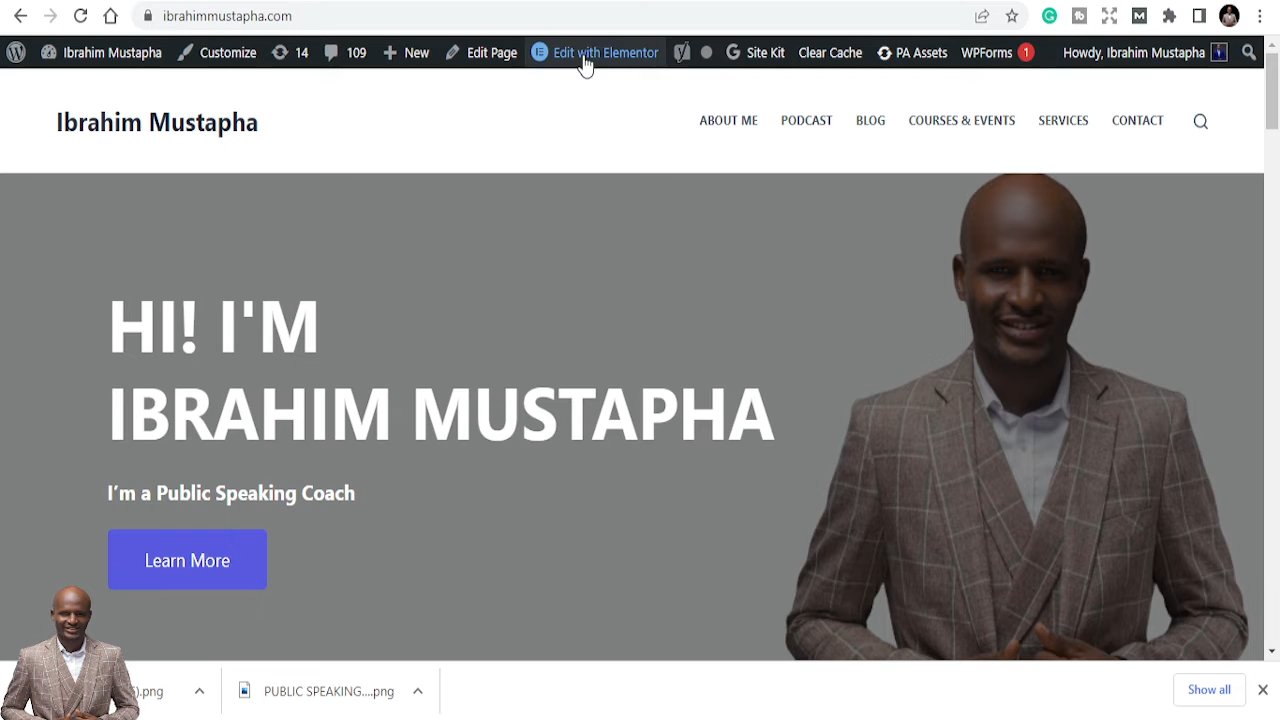 ibrahimmustapha.com
Ibrahim Mustapha Customize 14 109 New Edit Page Edit with Elementor Site Kit Clear Cache PA Assets WPForms 1 Howdy, Ibrahim Mustapha
Ibrahim Mustapha
ABOUT ME PODCAST BLOG COURSES & EVENTS SERVICES CONTACT
HI! I'M
IBRAHIM MUSTAPHA
I'm a Public Speaking Coach
Learn More
).png PUBLIC SPEAKING....png Show all